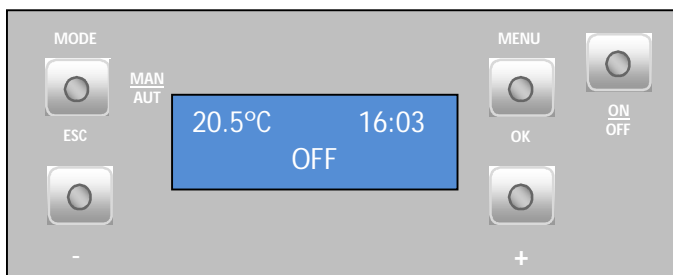 MODE
MENU
MAN
AUT
20.5°C 16:03
OFF
ESC
OK
ON
OFF
-
+